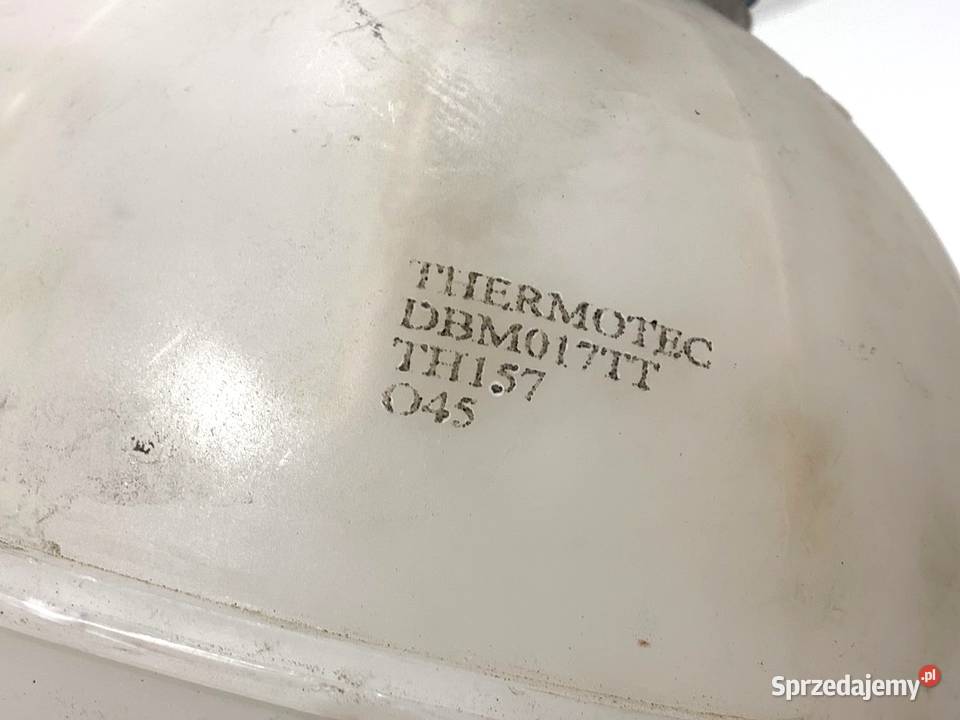 THERMOTEC
DBM017TT
TH157
O45
Sprzedajemy.pl